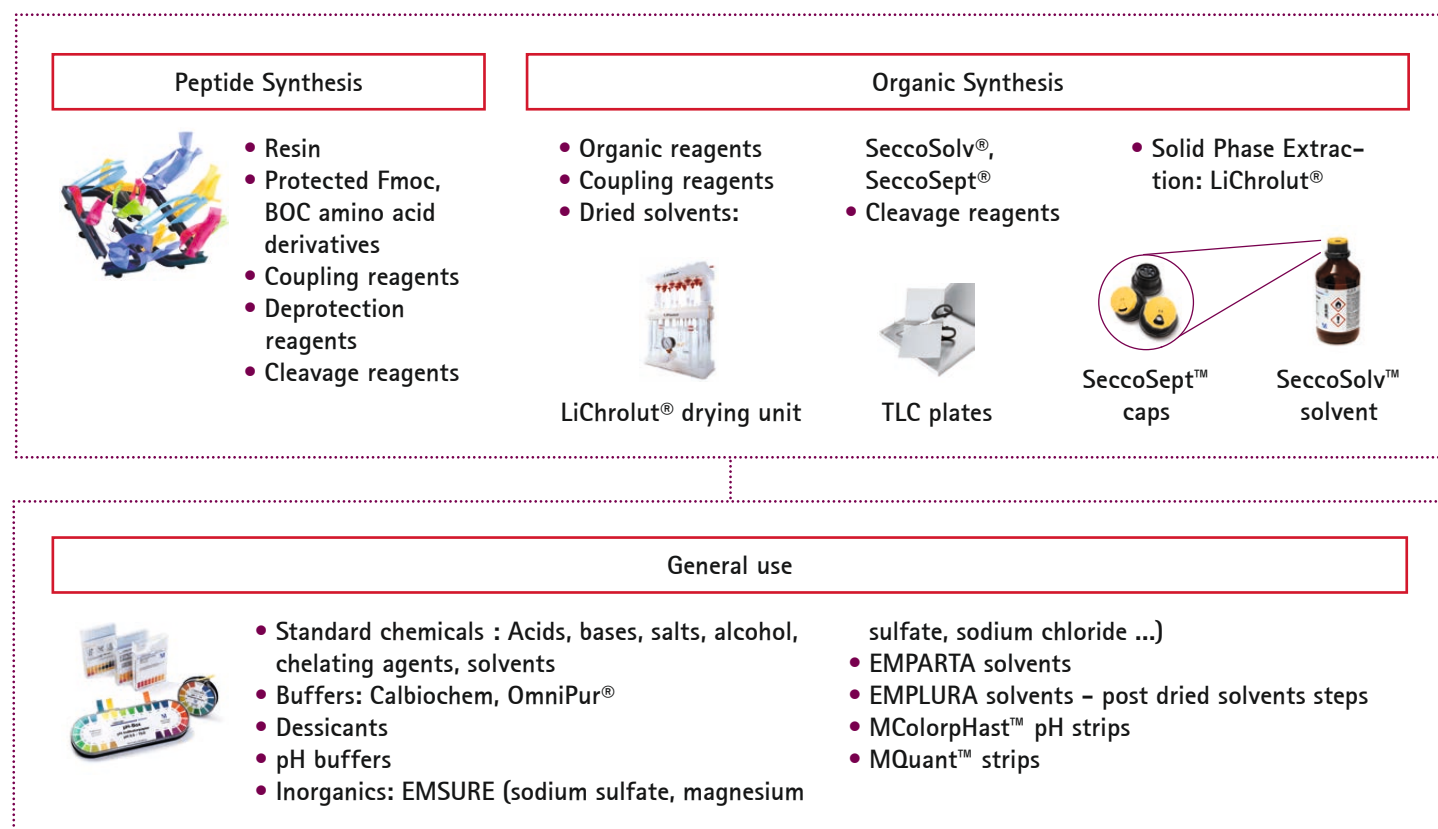 Peptide Synthesis
• Resin
• Protected Fmoc,
BOC amino acid
derivatives
• Coupling reagents
• Deprotection
reagents
• Cleavage reagents
Organic Synthesis
• Organic reagents
• Coupling reagents
• Dried solvents:
SeccoSolv®,
SeccoSept®
• Cleavage reagents
• Solid Phase Extrac-
tion: LiChrolut®
LiChrolut® drying unit
TLC plates
SeccoSept™
caps
SeccoSolv™
solvent
General use
• Standard chemicals : Acids, bases, salts, alcohol,
chelating agents, solvents
• Buffers: Calbiochem, OmniPur®
• Dessicants
• pH buffers
• Inorganics: EMSURE (sodium sulfate, magnesium
sulfate, sodium chloride ...)
• EMPARTA solvents
• EMPLURA solvents - post dried solvents steps
• MColorpHast™ pH strips
• MQuant™ strips
pH-Box